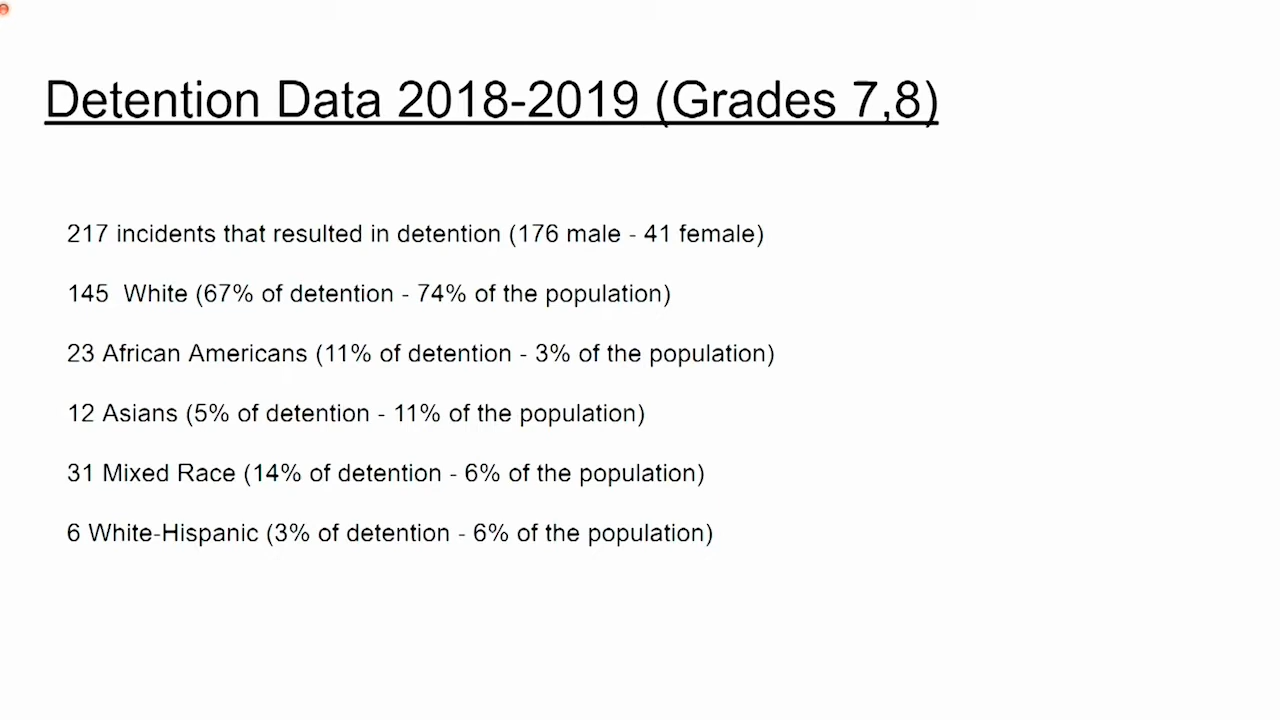 Detention Data 2018-2019 (Grades 7,8)
217 incidents that resulted in detention (176 male - 41 female)
145  White (67% of detention - 74% of the population)
23 African Americans (11% of detention - 3% of the population)
12 Asians (5% of detention - 11% of the population)
31 Mixed Race (14% of detention - 6% of the population)
6 White-Hispanic (3% of detention - 6% of the population)